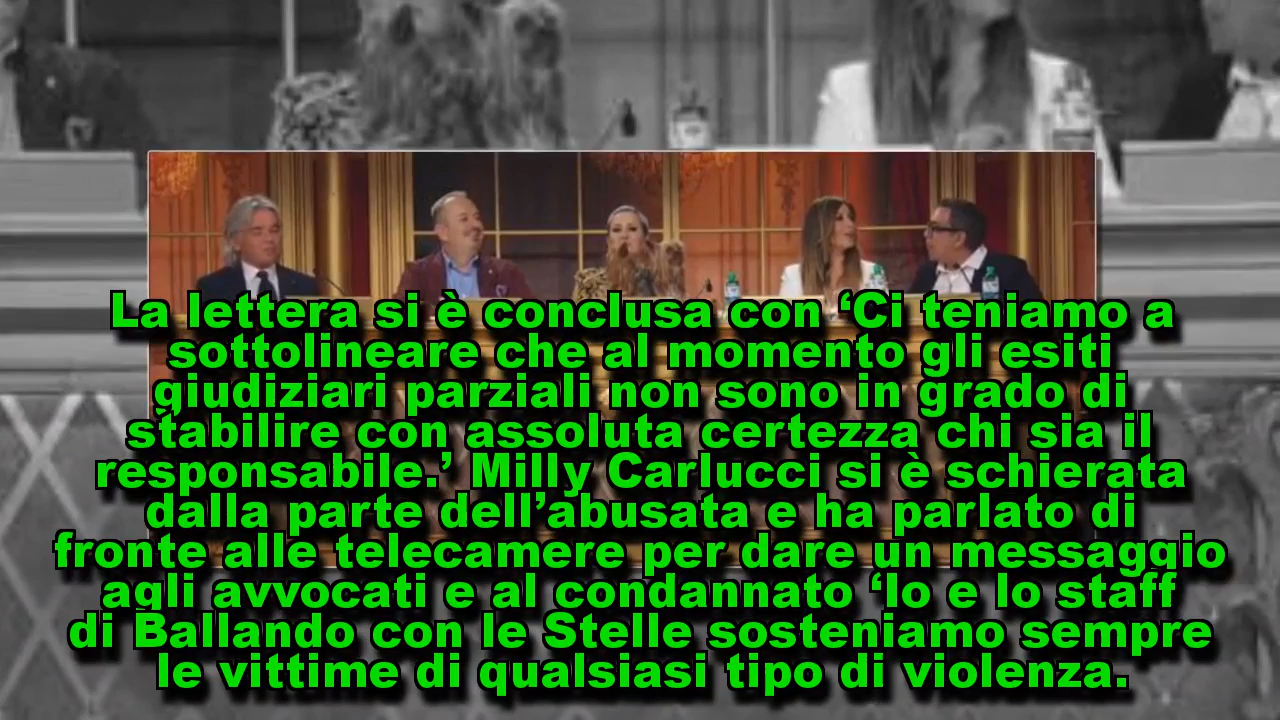 La lettera si è conclusa con ‘Ci teniamo a
sottolineare che al momento gli esiti
giudiziari parziali non sono in grado di
stabilire con assoluta certezza chi sia il
responsabile.’ Milly Carlucci si è schierata
dalla parte dell’abusata e ha parlato di
fronte alle telecamere per dare un messaggio
agli avvocati e al condannato ‘Io e lo staff
di Ballando con le Stelle sosteniamo sempre
le vittime di qualsiasi tipo di violenza.